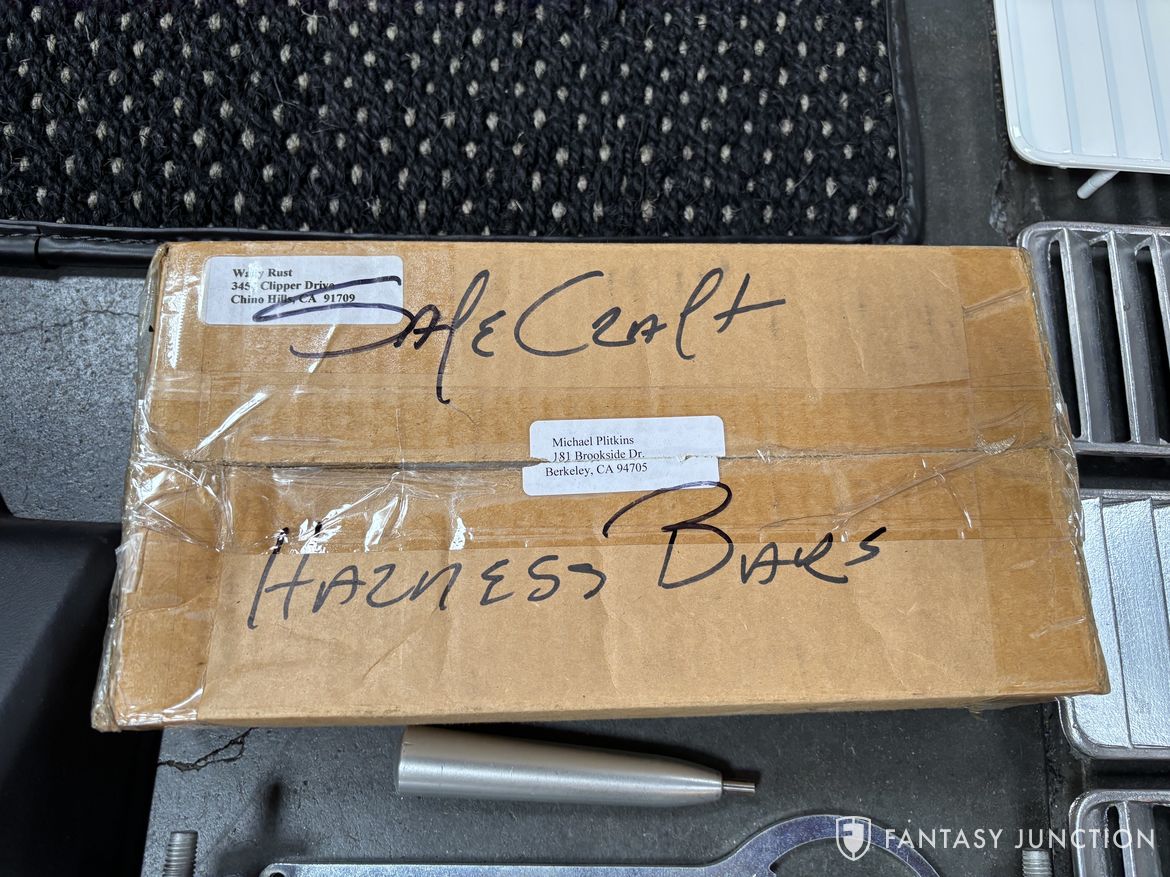 Wally Rust
Clipper Drive
Chino Hills, CA 91709
SafeCraft
Michael Plitkins
181 Brookside Dr.
Berkeley, CA 94705
Harness Bars
FANTASY JUNCTION